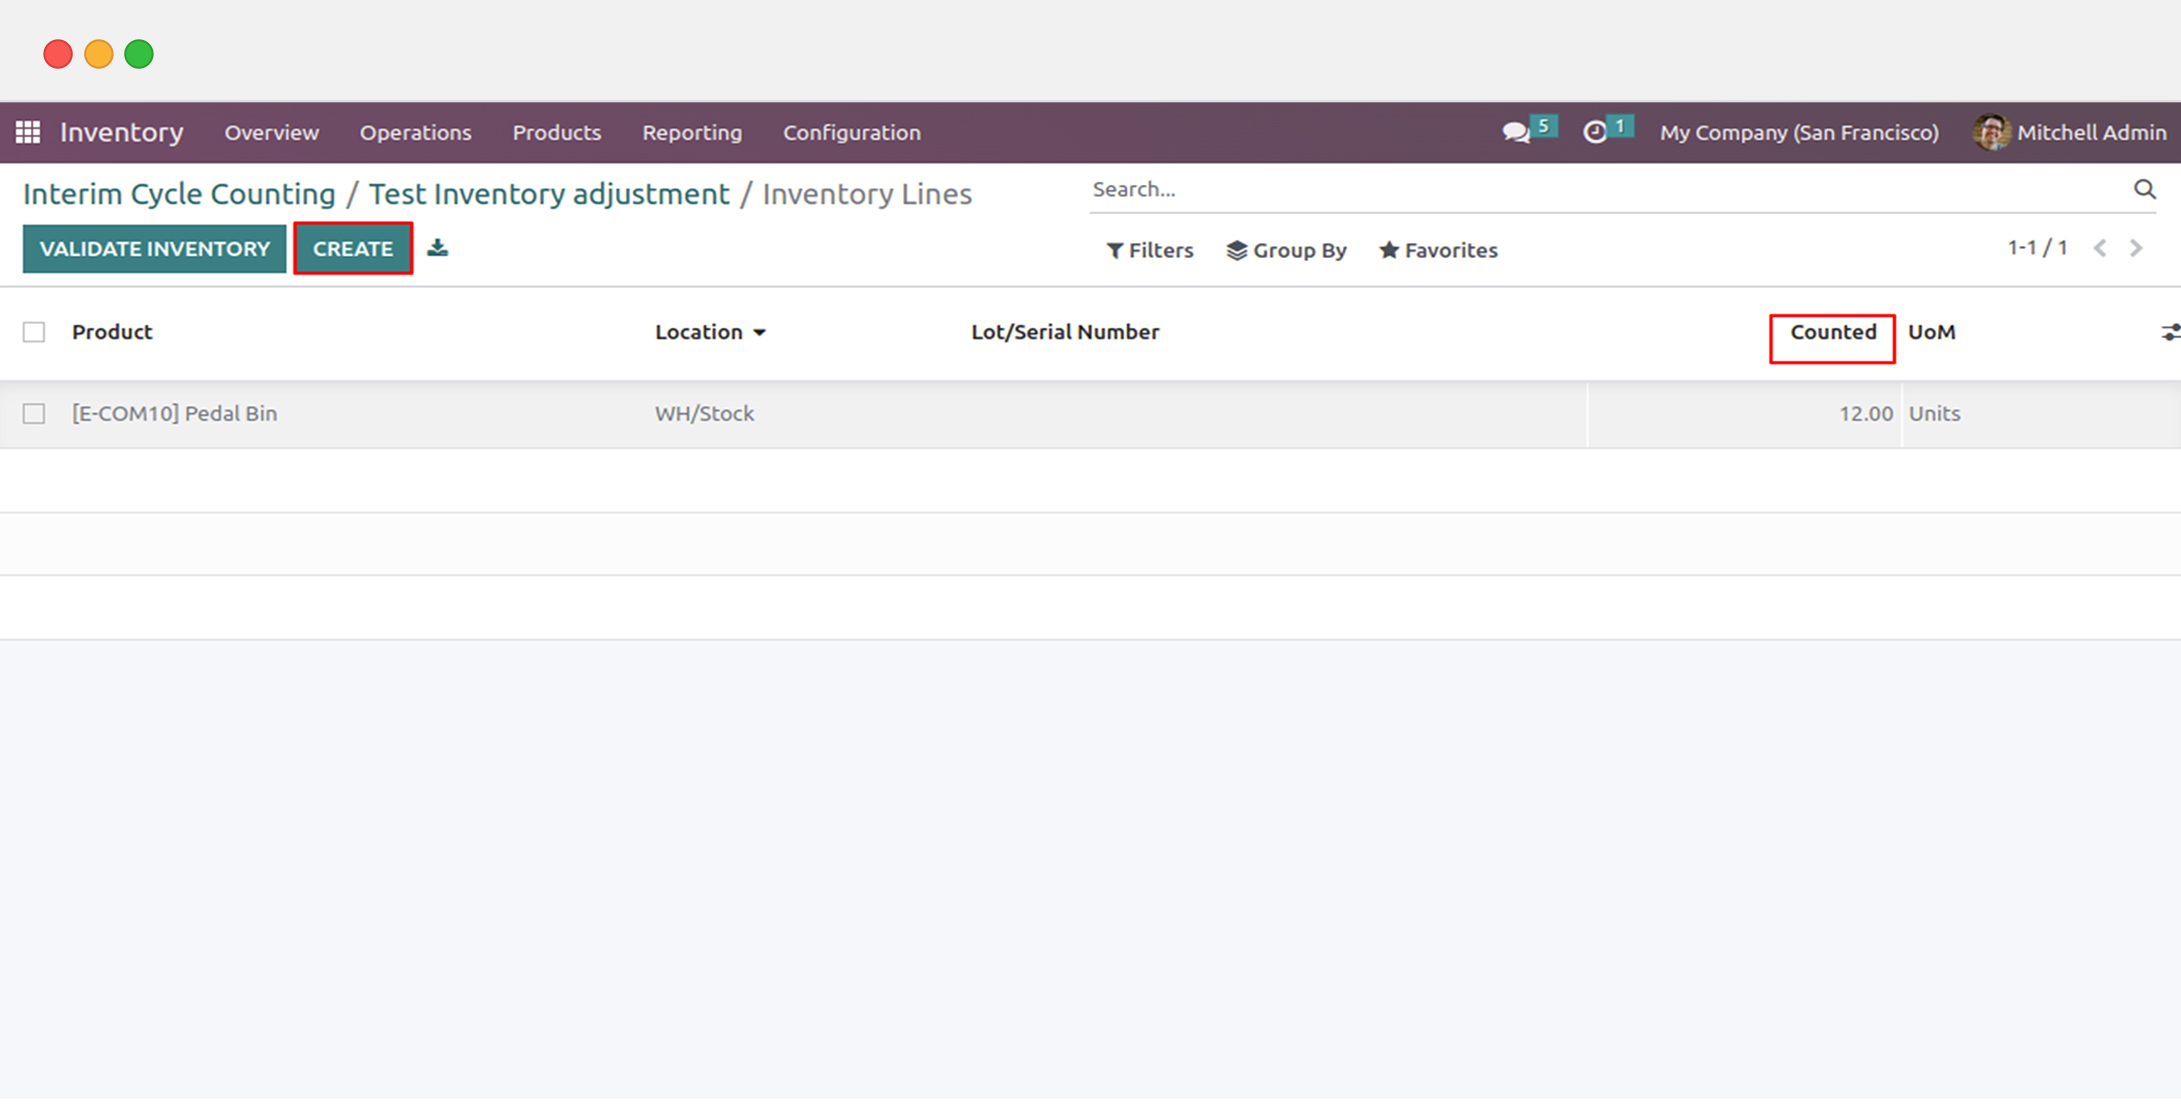 Inventory Overview Operations Products Reporting Configuration 5 1 My Company (San Francisco) Mitchell Admin
Interim Cycle Counting / Test Inventory adjustment / Inventory Lines
Search...
VALIDATE INVENTORY CREATE
Filters Group By Favorites 1-1 / 1
Product Location Lot/Serial Number Counted UoM
[E-COM10] Pedal Bin WH/Stock 12.00 Units